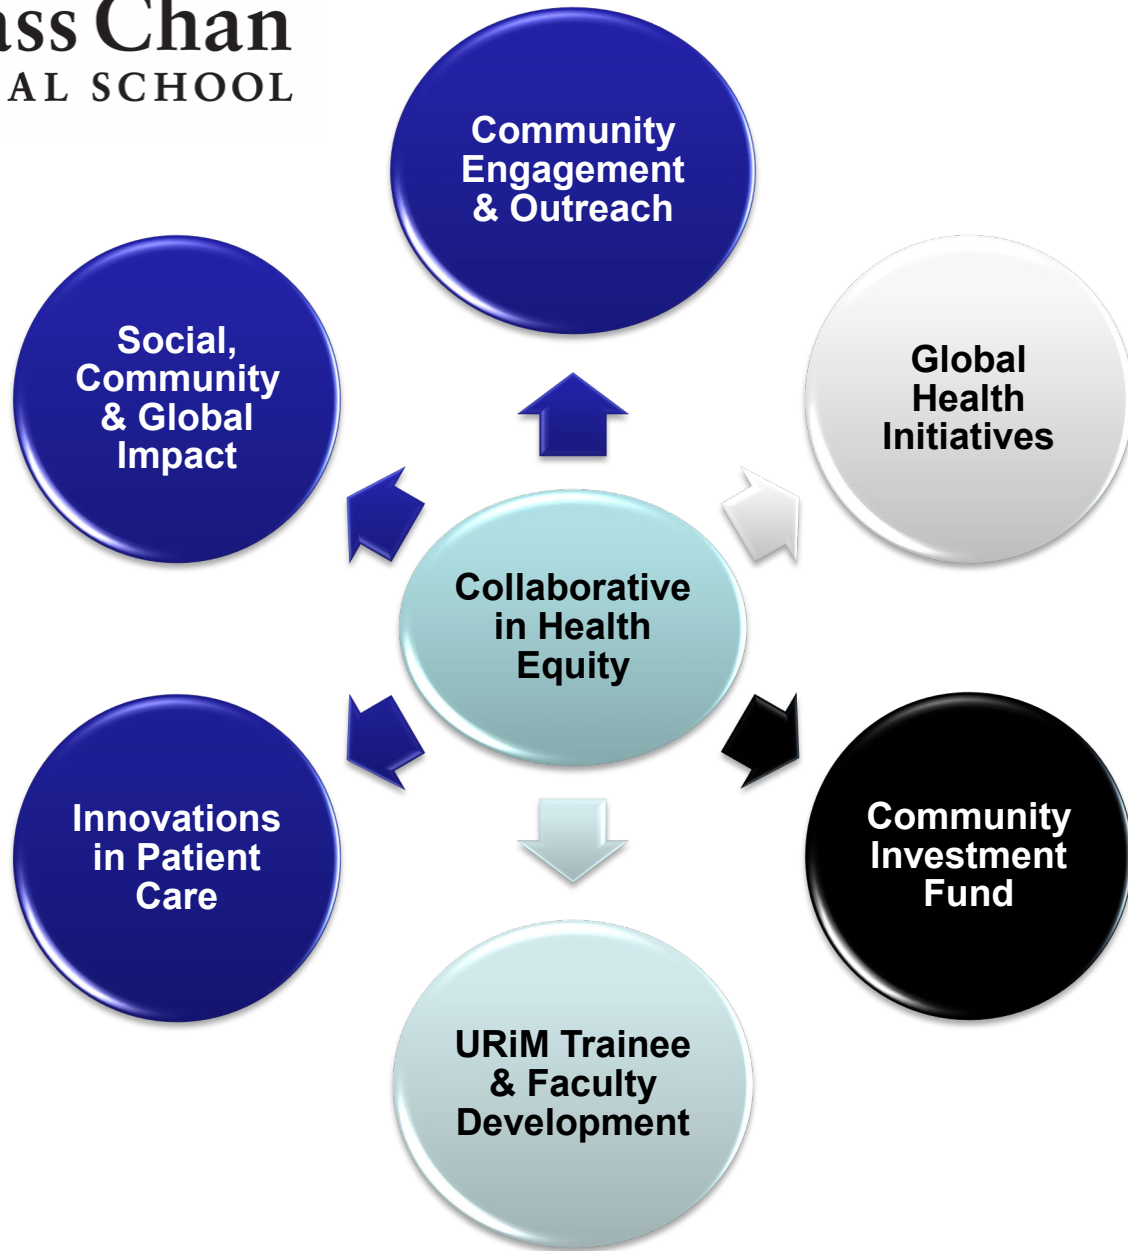 ass Chan
AL SCHOOL
Community
Engagement
& Outreach
Social,
Community
& Global
Impact
Global
Health
Initiatives
Collaborative
in Health
Equity
Innovations
in Patient
Care
Community
Investment
Fund
URiM Trainee
& Faculty
Development